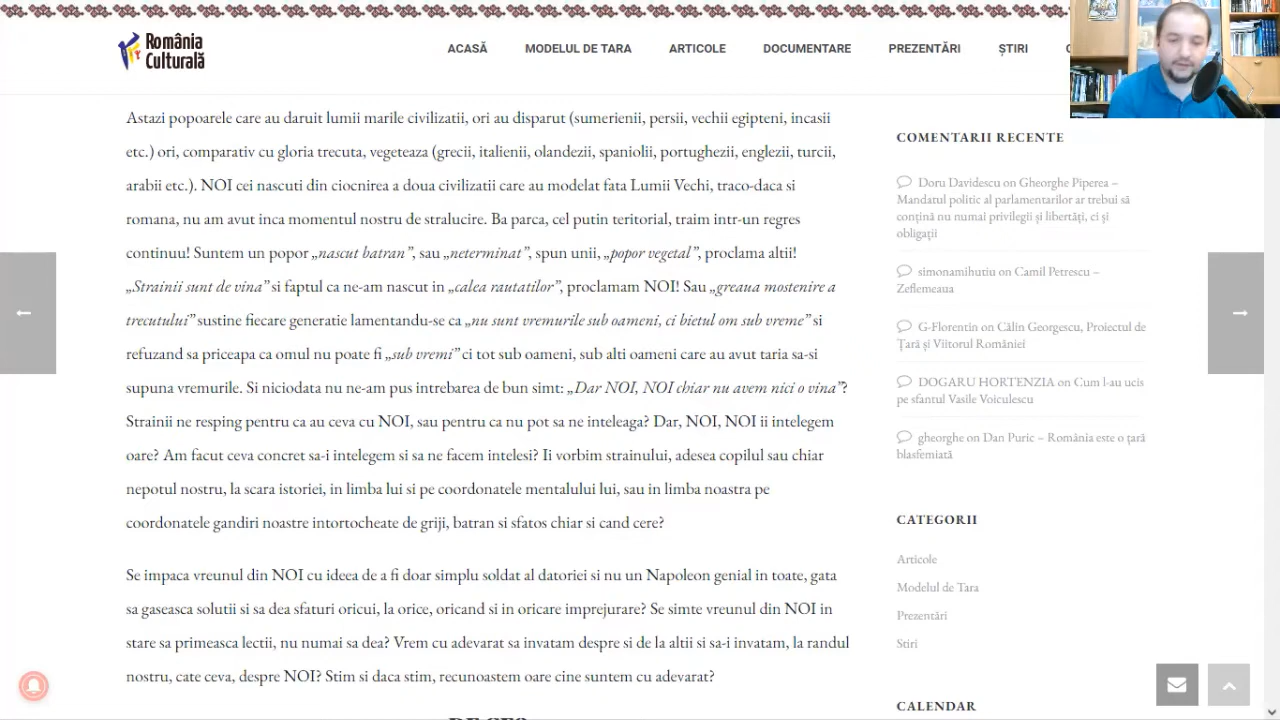 România
Culturală
ACASĂ MODELUL DE TARA ARTICOLE DOCUMENTARE PREZENTĂRI ȘTIRI
Astazi popoarele care au daruit lumii marile civilizatii, ori au disparut (sumerienii, persii, vechii egipteni, incasii
etc.) ori, comparativ cu gloria trecuta, vegeteaza (grecii, italienii, olandezii, spaniolii, portughezii, englezii, turcii,
arabii etc.). NOI cei nascuti din ciocnirea a doua civilizatii care au modelat fata Lumii Vechi, traco-daca si
romana, nu am avut inca momentul nostru de stralucire. Ba parca, cel putin teritorial, traim intr-un regres
continuu! Suntem un popor „nascut batran”, sau „neterminat”, spun unii, „popor vegetal”, proclama altii!
„Strainii sunt de vina” si faptul ca ne-am nascut in „calea rautatilor”, proclamam NOI! Sau „greaua mostenire a
trecutului” sustine fiecare generatie lamentandu-se ca „nu sunt vremurile sub oameni, ci bietul om sub vreme” si
refuzand sa priceapa ca omul nu poate fi „sub vremi” ci tot sub oameni, sub alti oameni care au avut taria sa-si
supuna vremurile. Si niciodata nu ne-am pus intrebarea de bun simt: „Dar NOI, NOI chiar nu avem nici o vina”?
Strainii ne resping pentru ca au ceva cu NOI, sau pentru ca nu pot sa ne inteleaga? Dar, NOI, NOI ii intelegem
oare? Am facut ceva concret sa-i intelegem si sa ne facem intelesi? Ii vorbim strainului, adesea copilul sau chiar
nepotul nostru, la scara istoriei, in limba lui si pe coordonatele mentalului lui, sau in limba noastra pe
coordonatele gandiri noastre intortocheate de griji, batran si sfatos chiar si cand cere?
Se impaca vreunul din NOI cu ideea de a fi doar simplu soldat al datoriei si nu un Napoleon genial in toate, gata
sa gaseasca solutii si sa dea sfaturi oricui, la orice, oricand si in oricare imprejurare? Se simte vreunul din NOI in
stare sa primeasca lectii, nu numai sa dea? Vrem cu adevarat sa invatam despre si de la altii si sa-i invatam, la randul
nostru, cate ceva, despre NOI? Stim si daca stim, recunoastem oare cine suntem cu adevarat?
COMENTARII RECENTE
Doru Davidescu on Gheorghe Piperea –
Mandatul politic al parlamentarilor ar trebui să
conțină nu numai privilegii și libertăți, ci și
obligații
simonamihutiu on Camil Petrescu –
Zeflemeaua
G-Florentin on Călin Georgescu, Proiectul de
Țară și Viitorul României
DOGARU HORTENZIA on Cum l-au ucis
pe sfantul Vasile Voiculescu
gheorghe on Dan Puric – România este o țară
blasfemiată
CATEGORII
Articole
Modelul de Tara
Prezentări
Stiri
CALENDAR